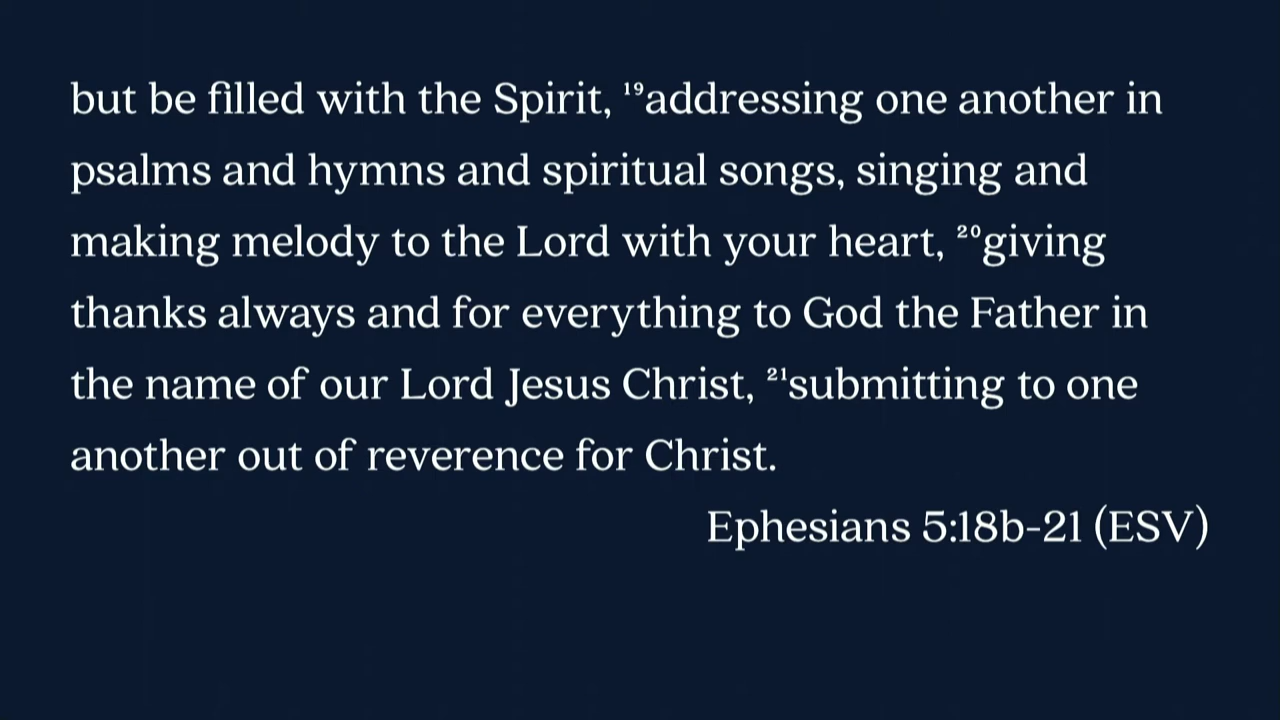 but be filled with the Spirit, ¹⁹addressing one another in
psalms and hymns and spiritual songs, singing and
making melody to the Lord with your heart, ²⁰giving
thanks always and for everything to God the Father in
the name of our Lord Jesus Christ, ²¹submitting to one
another out of reverence for Christ.
Ephesians 5:18b-21 (ESV)